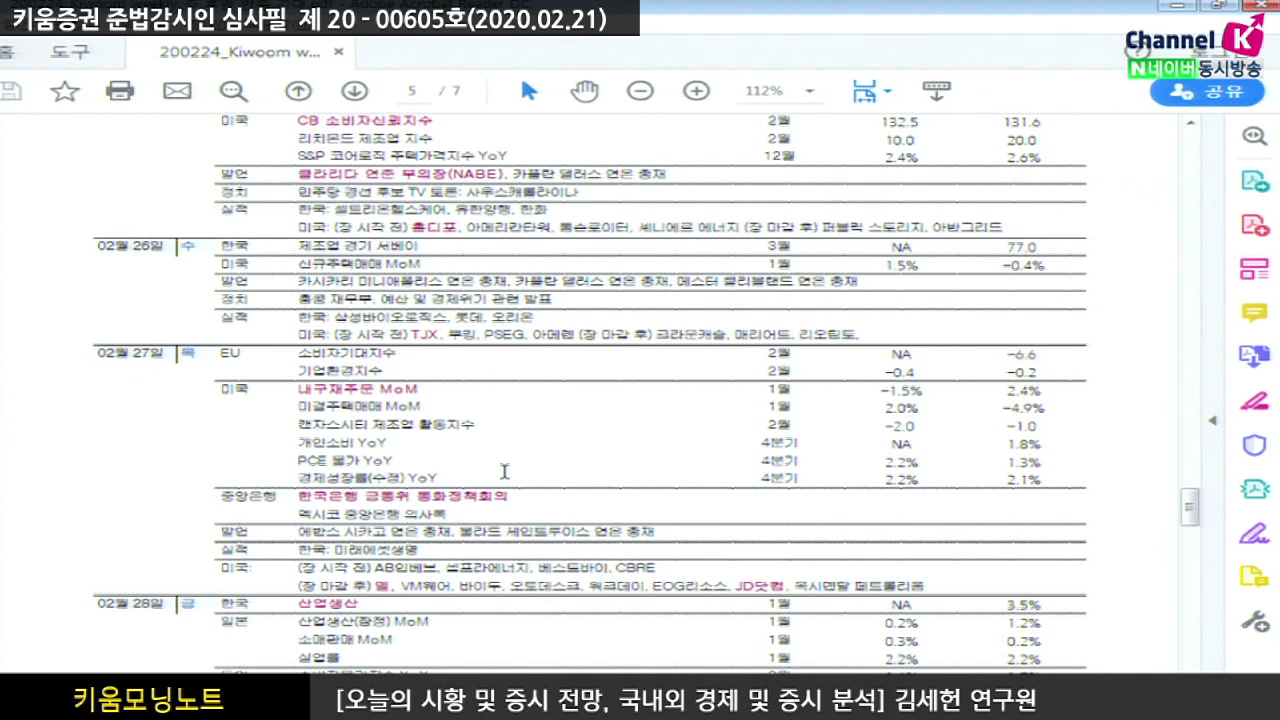 키움증권 준법감시인 심사필 제 20 - 00605호(2020.02.21)
Channel K
N 네이버 동시방송
도구 200224_Kiwoom w... ×
5 / 7 112% 공유
미국 CB 소비자신뢰지수 2월 132.5 131.6
리치몬드 제조업 지수 2월 10.0 20.0
S&P 코어로직 주택가격지수 YoY 12월 2.4% 2.6%
발언 클라리다 연준 부의장(NABE), 카플란 댈러스 연은 총재
정치 민주당 경선 후보 TV 토론: 사우스캐롤라이나
실적 한국: 셀트리온헬스케어, 유한양행, 한화
미국: (장 시작 전) 홈디포, 아메리칸타워, 톰슨로이터, 쎄니에르 에너지 (장 마감 후) 퍼블릭 스토리지, 아반그리드
02월 26일 수 한국 제조업 경기 서베이 3월 NA 77.0
미국 신규주택매매 MoM 1월 1.5% -0.4%
발언 카시카리 미니애폴리스 연은 총재, 카플란 댈러스 연은 총재, 메스터 클리블랜드 연은 총재
정치 홍콩 재무부, 예산 및 경제위기 관련 발표
실적 한국: 삼성바이오로직스, 롯데, 오리온
미국: (장 시작 전) TJX, 부킹, PSEG, 아메렌 (장 마감 후) 크라운캐슬, 매리어트, 리오틴토,
02월 27일 목 EU 소비자기대지수 2월 NA -6.6
기업환경지수 2월 -0.4 -0.2
미국 내구재주문 MoM 1월 -1.5% 2.4%
미결주택매매 MoM 1월 2.0% -4.9%
캔자스시티 제조업 활동지수 2월 -2.0 -1.0
개인소비 YoY 4분기 NA 1.8%
PCE 물가 YoY 4분기 2.2% 1.3%
경제성장률(수정) YoY 4분기 2.2% 2.1%
중앙은행 한국은행 금통위 통화정책회의
멕시코 중앙은행 의사록
발언 에반스 시카고 연은 총재, 불라드 세인트루이스 연은 총재
실적 한국: 미래에셋생명
미국: (장 시작 전) AB인베브, 셈프라에너지, 베스트바이, CBRE
(장 마감 후) 델, VM웨어, 바이두, 오토데스크, 워크데이, EOG리소스, JD닷컴, 옥시덴탈 페트롤리움
02월 28일 금 한국 산업생산 1월 NA 3.5%
일본 산업생산(잠정) MoM 1월 0.2% 1.2%
소매판매 MoM 1월 0.3% 0.2%
실업률 1월 2.2% 2.2%
키움모닝노트 [오늘의 시황 및 증시 전망, 국내외 경제 및 증시 분석] 김세헌 연구원